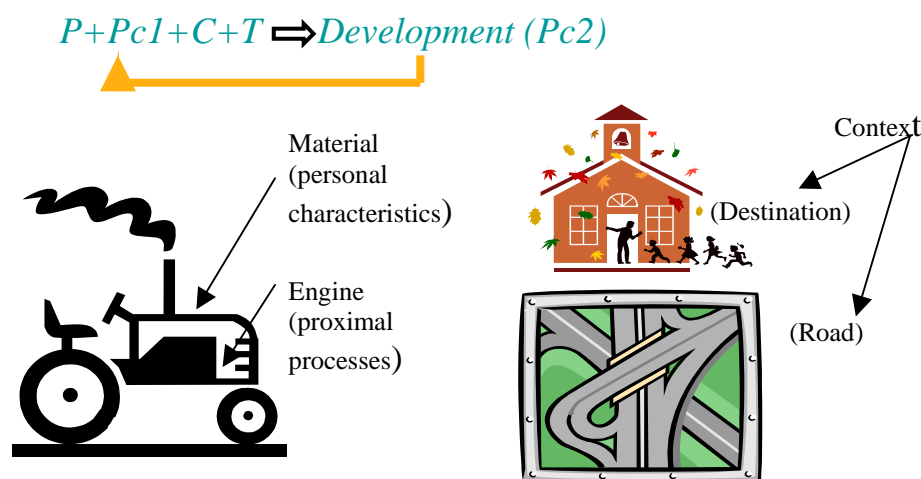 P+Pc1+C+T ⇨ Development (Pc2)
Material
(personal
characteristics)
Engine
(proximal
processes)
Context
(Destination)
(Road)